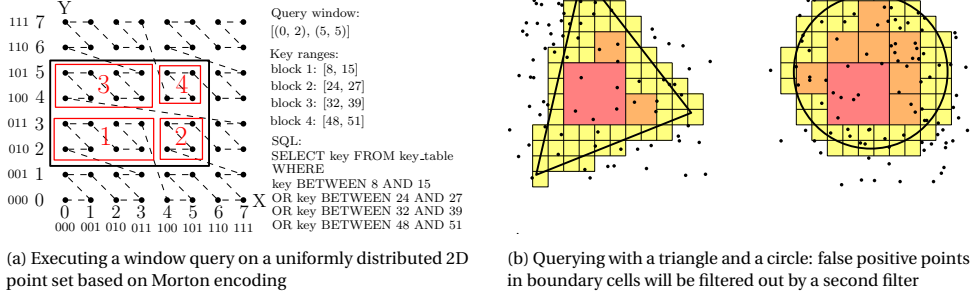 Y
111 7
110 6
101 5
100 4
011 3
010 2
001 1
000 0
3
4
1
2
0 1 2 3 4 5 6 7 X
000 001 010 011 100 101 110 111
Query window:
[(0, 2), (5, 5)]
Key ranges:
block 1: [8, 15]
block 2: [24, 27]
block 3: [32, 39]
block 4: [48, 51]
SQL:
SELECT key FROM key_table
WHERE
key BETWEEN 8 AND 15
OR key BETWEEN 24 AND 27
OR key BETWEEN 32 AND 39
OR key BETWEEN 48 AND 51
(a) Executing a window query on a uniformly distributed 2D
point set based on Morton encoding
(b) Querying with a triangle and a circle: false positive points
in boundary cells will be filtered out by a second filter